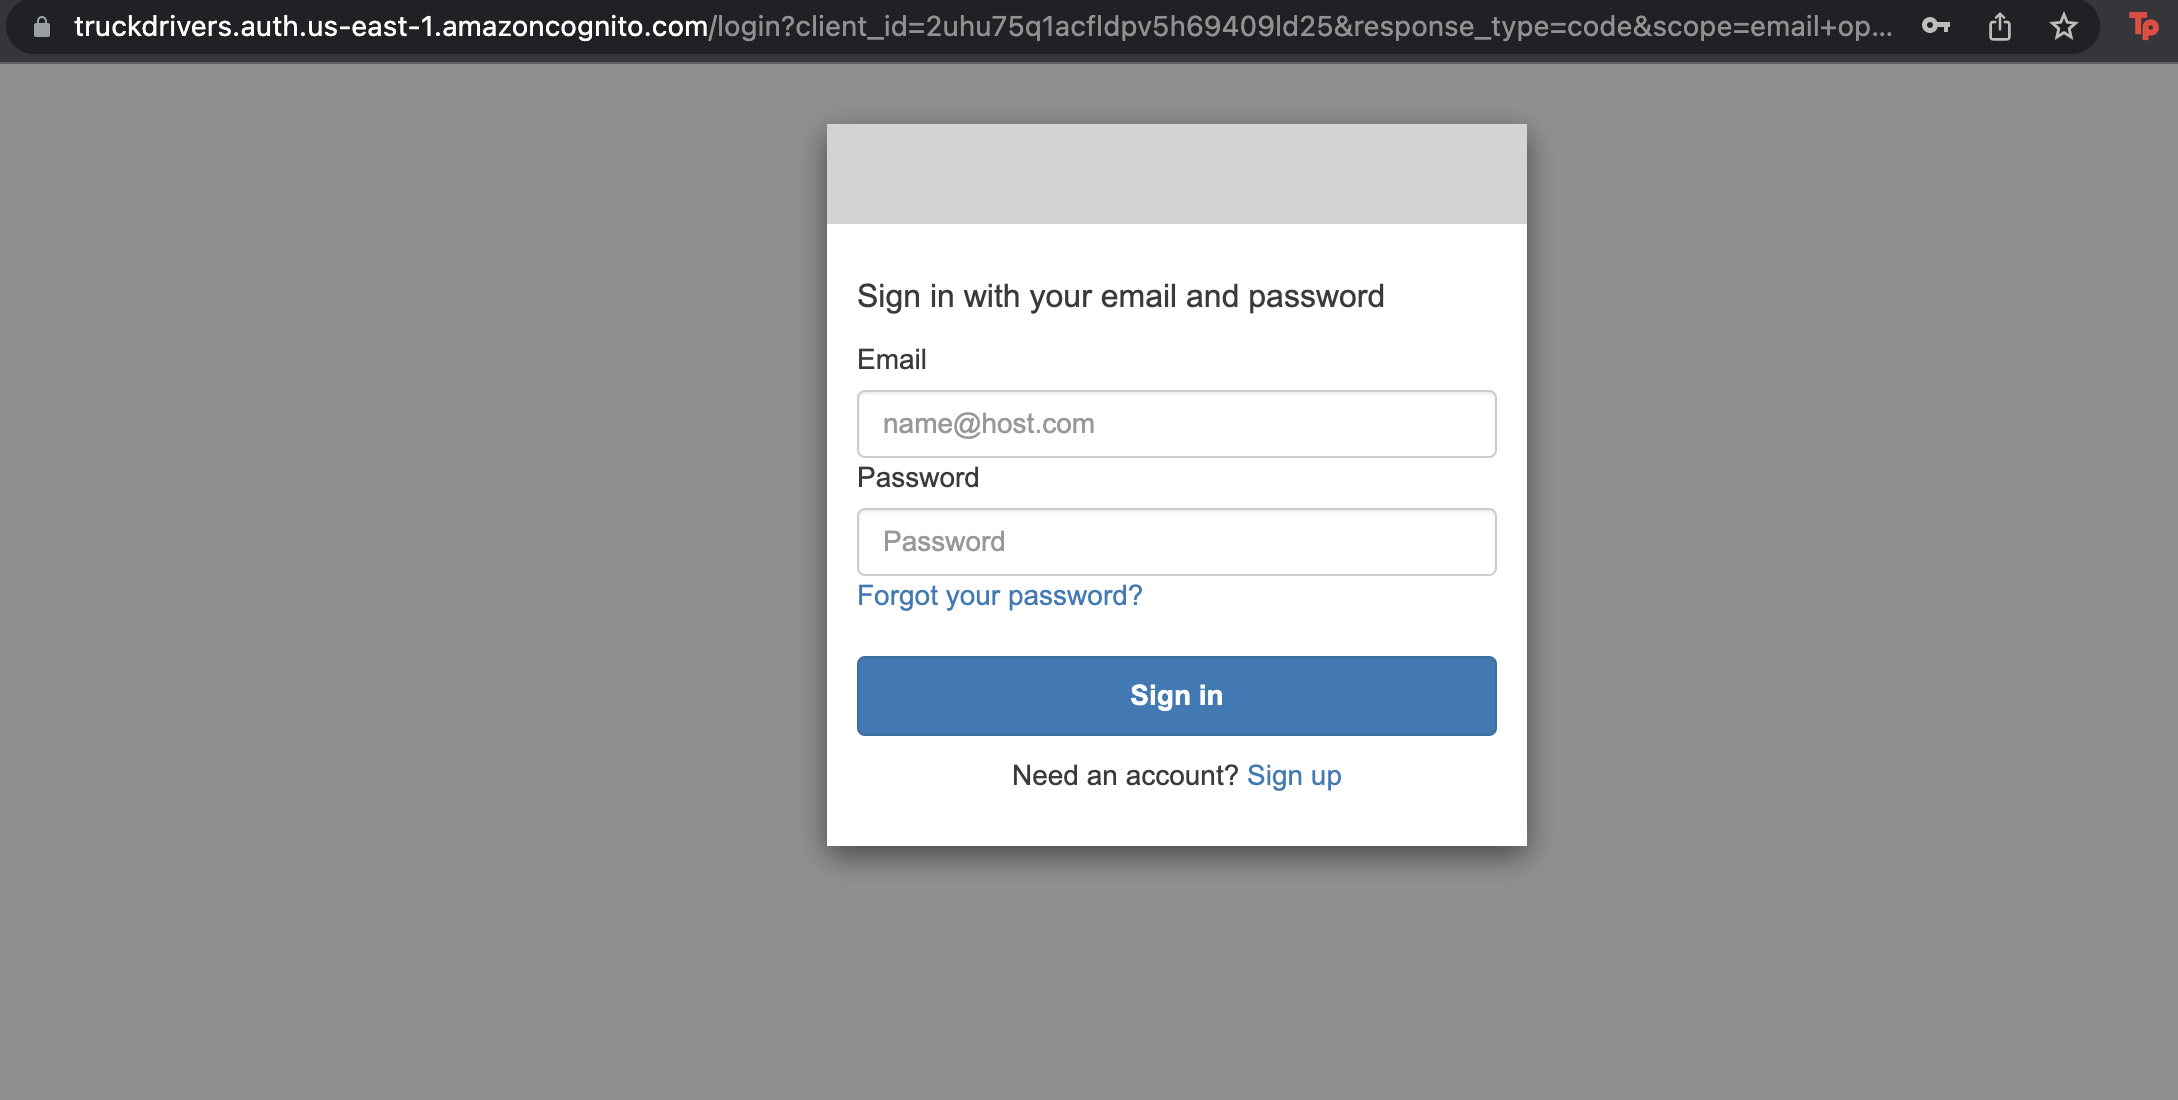 truckdrivers.auth.us-east-1.amazoncognito.com/login?client_id=2uhu75q1acfldpv5h69409ld25&response_type=code&scope=email+op...
Tp
Sign in with your email and password
Email
name@host.com
Password
Password
Forgot your password?
Sign in
Need an account? Sign up